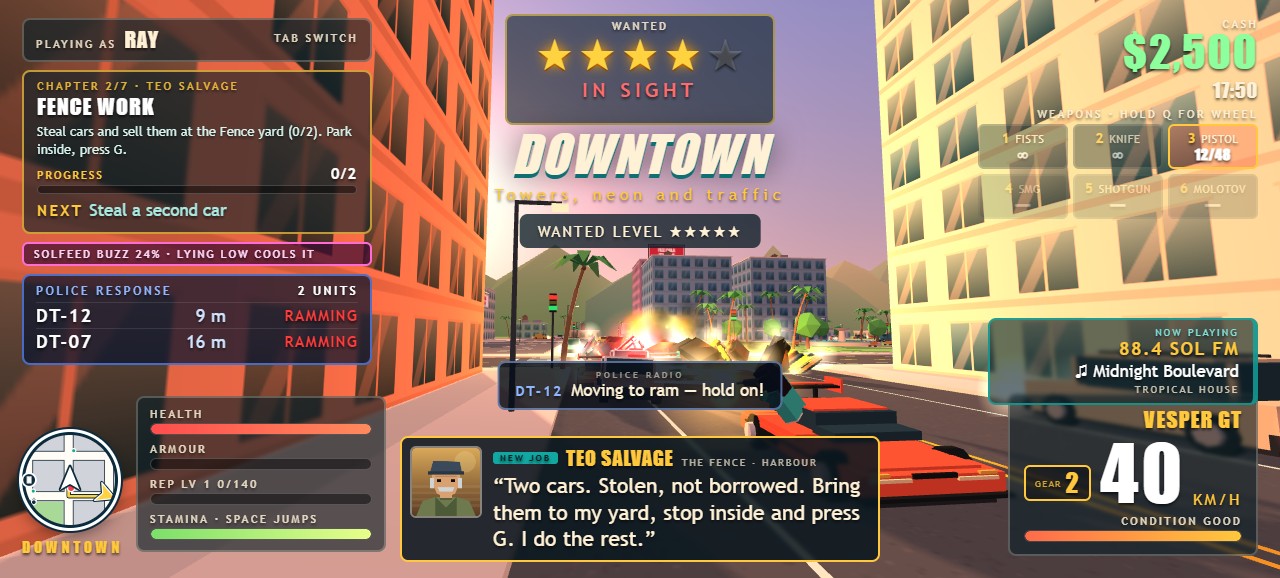 PLAYING AS RAY TAB SWITCH
CHAPTER 2/7 · TEO SALVAGE
FENCE WORK
Steal cars and sell them at the Fence yard (0/2). Park
inside, press G.
PROGRESS 0/2
NEXT Steal a second car
SOLFEED BUZZ 24% · LYING LOW COOLS IT
POLICE RESPONSE 2 UNITS
DT-12 9 m RAMMING
DT-07 16 m RAMMING
HEALTH
ARMOUR
REP LV 1 0/140
STAMINA · SPACE JUMPS
DOWNTOWN
WANTED
IN SIGHT
DOWNTOWN
Towers, neon and traffic
WANTED LEVEL ★★★★★
POLICE RADIO
DT-12 Moving to ram — hold on!
NEW JOB TEO SALVAGE THE FENCE · HARBOUR
“Two cars. Stolen, not borrowed. Bring
them to my yard, stop inside and press
G. I do the rest.”
CASH
$2,500
17:50
WEAPONS · HOLD Q FOR WHEEL
1 FISTS ∞
2 KNIFE ∞
3 PISTOL 12/48
4 SMG —
5 SHOTGUN —
6 MOLOTOV —
NOW PLAYING
88.4 SOL FM
♫ Midnight Boulevard
TROPICAL HOUSE
VESPER GT
GEAR 2 40 KM/H
CONDITION GOOD